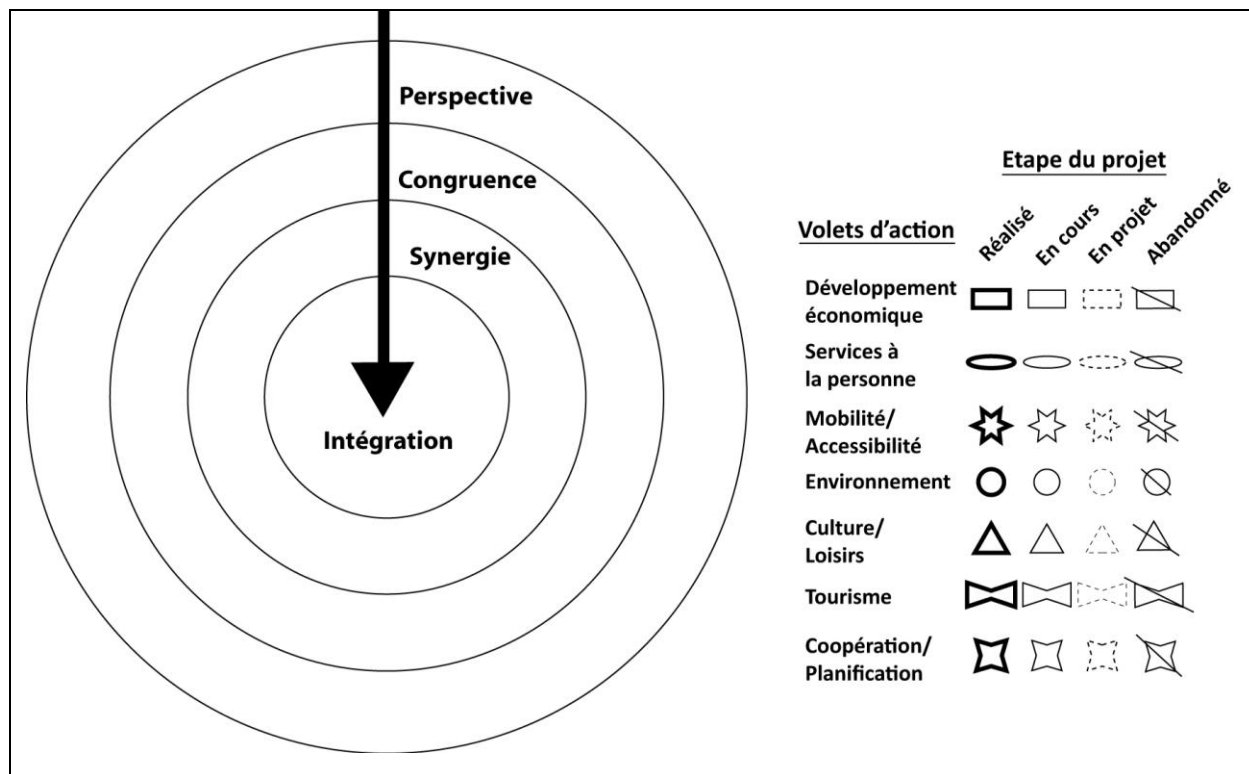 Perspective
Congruence
Synergie
Intégration
Etape du projet
Volets d'action
Réalisé
En cours
En projet
Abandonné
Développement
économique
Services à
la personne
Mobilité/
Accessibilité
Environnement
Culture/
Loisirs
Tourisme
Coopération/
Planification